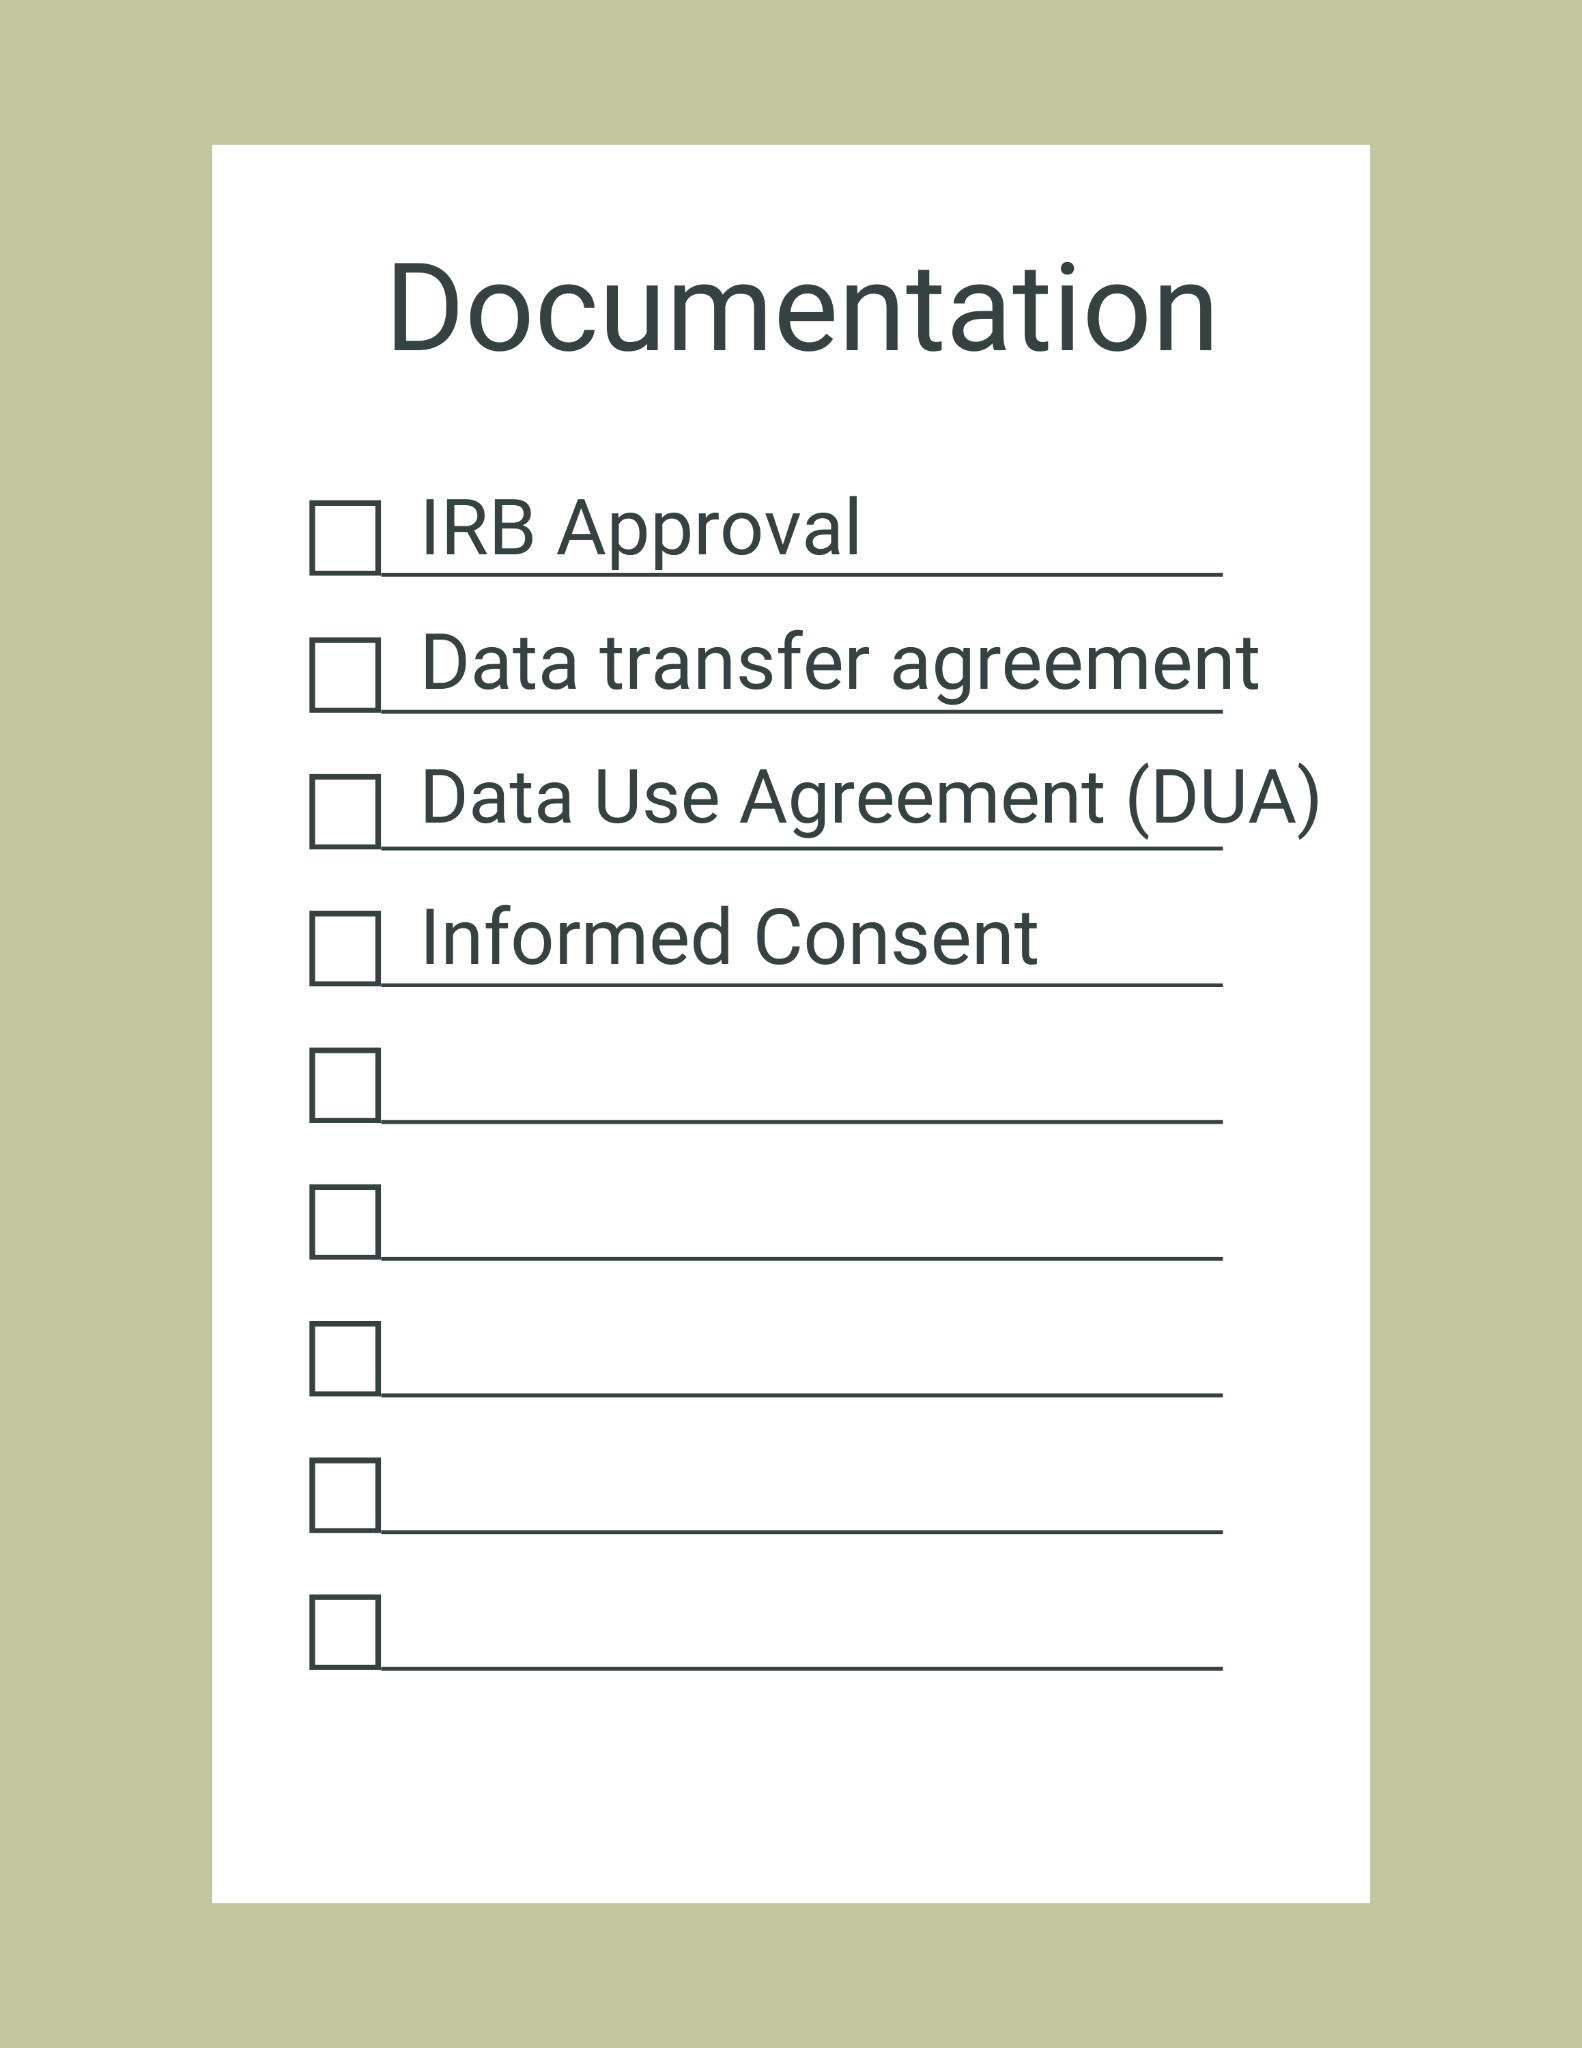 Documentation
IRB Approval
Data transfer agreement
Data Use Agreement (DUA)
Informed Consent